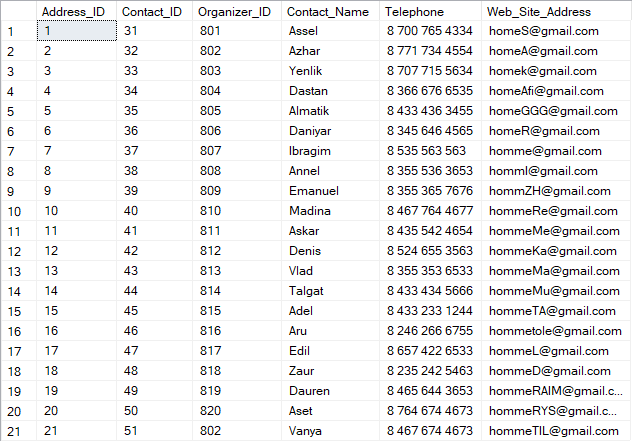 Address_ID Contact_ID Organizer_ID Contact_Name Telephone Web_Site_Address
1 1 31 801 Assel 8 700 765 4334 homeS@gmail.com
2 2 32 802 Azhar 8 771 734 3455 homeA@gmail.com
3 3 33 803 Yenlik 8 707 715 5634 homek@gmail.com
4 4 34 804 Dastan 8 366 676 6535 homeAfi@gmail.com
5 5 35 805 Almatik 8 433 436 3455 homeGGG@gmail.com
6 6 36 806 Daniyar 8 345 646 4565 homeR@gmail.com
7 7 37 807 Ibragim 8 535 563 563 homme@gmail.com
8 8 38 808 Annel 8 355 536 3653 homml@gmail.com
9 9 39 809 Emanuel 8 355 365 7676 hommZH@gmail.com
10 10 40 810 Madina 8 467 764 4677 hommeRe@gmail.com
11 11 41 811 Askar 8 435 542 4654 hommeMe@gmail.com
12 12 42 812 Denis 8 524 655 3563 hommeKa@gmail.com
13 13 43 813 Vlad 8 355 353 6533 hommeMa@gmail.com
14 14 44 814 Talgat 8 433 434 5666 hommeMu@gmail.com
15 15 45 815 Adel 8 433 233 1244 hommeTA@gmail.com
16 16 46 816 Aru 8 246 266 6755 hommetole@gmail.com
17 17 47 817 Edil 8 657 422 6533 hommeL@gmail.com
18 18 48 818 Zaur 8 235 242 5463 hommeD@gmail.com
19 19 49 819 Dauren 8 465 644 3653 hommeRAIM@gmail.c...
20 20 50 820 Aset 8 764 674 4673 hommeRYS@gmail.com
21 21 51 802 Vanya 8 467 674 4673 hommeTIL@gmail.com